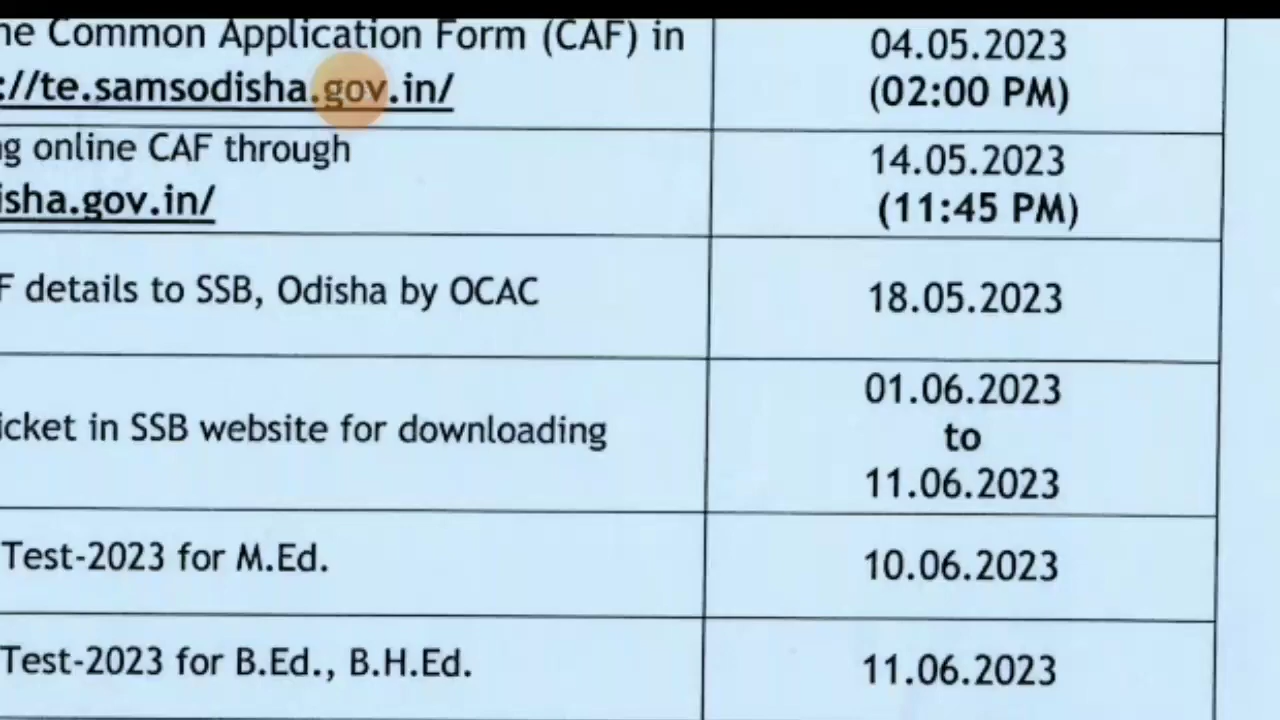 ne Common Application Form (CAF) in
://te.samsodisha.gov.in/
04.05.2023
(02:00 PM)
ng online CAF through
isha.gov.in/
14.05.2023
(11:45 PM)
F details to SSB, Odisha by OCAC
18.05.2023
icket in SSB website for downloading
01.06.2023
to
11.06.2023
Test-2023 for M.Ed.
10.06.2023
Test-2023 for B.Ed., B.H.Ed.
11.06.2023